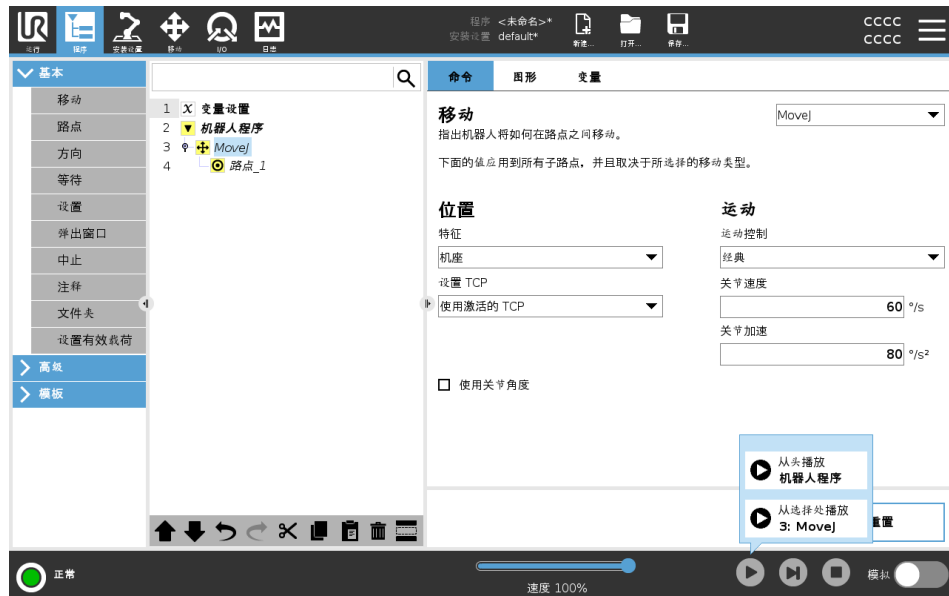 UR
运行
程序
安装设置
移动
I/O
日志
程序 <未命名>*
安装设置 default*
新建...
打开...
保存...
CCCC
CCCC
基本
移动
路点
方向
等待
设置
弹出窗口
中止
注释
文件夹
设置有效载荷
高级
模板
1 X 变量设置
2 机器人程序
3 MoveJ
4 路点_1
命令 图形 变量
移动
MoveJ
指出机器人将如何在路点之间移动。
下面的值应用到所有子路点，并且取决于所选择的移动类型。
位置
特征
机座
设置 TCP
使用激活的 TCP
使用关节角度
运动
运动控制
经典
关节速度
60 °/s
关节加速
80 °/s²
从头播放
机器人程序
从选择处播放
3: MoveJ
重置
正常
速度 100%
模拟